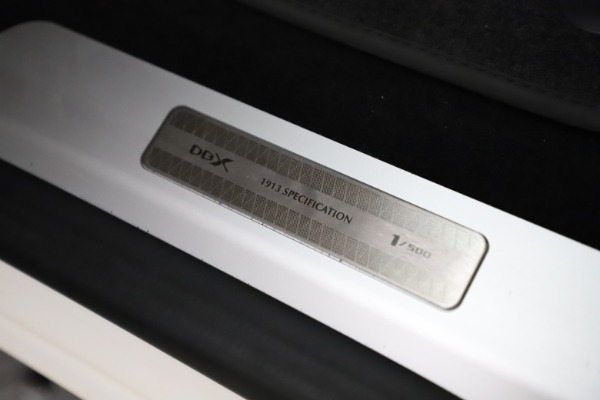 DBX 1913 SPECIFICATION 1/500